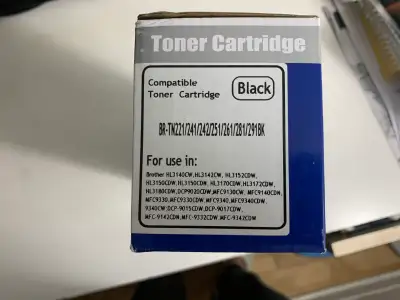 Toner Cartridge
Compatible
Toner Cartridge
Black
BR-TN221/241/242/251/261/281/291BK
For use in:
Brother HL3140CW,HL3142CW, HL3152CDW,
HL3150CDW, HL3150CDN, HL3170CDW,HL3172CDW,
HL3180CDW,DCP9020CDW,MFC9130CW, MFC9140CDN,
MFC9330,MFC9330CDW,MFC9340,MFC9340CDW,
9340CW:DCP-9015CDW,DCP-9017CDW,
MFC-9142CDN,MFC-9332CDW,MFC-9342CDW